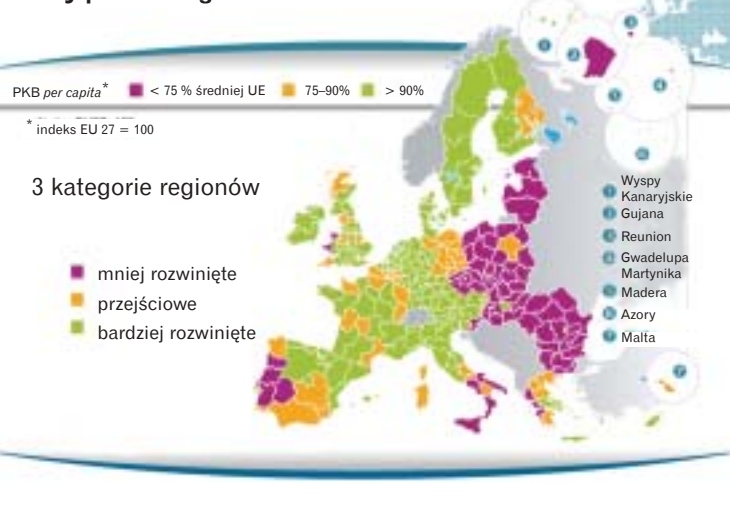 PKB per capita* < 75 % średniej UE 75–90% > 90%
* indeks EU 27 = 100
3 kategorie regionów
mniej rozwinięte
przejściowe
bardziej rozwinięte
Wyspy
Kanaryjskie
Gujana
Reunion
Gwadelupa
Martynika
Madera
Azory
Malta